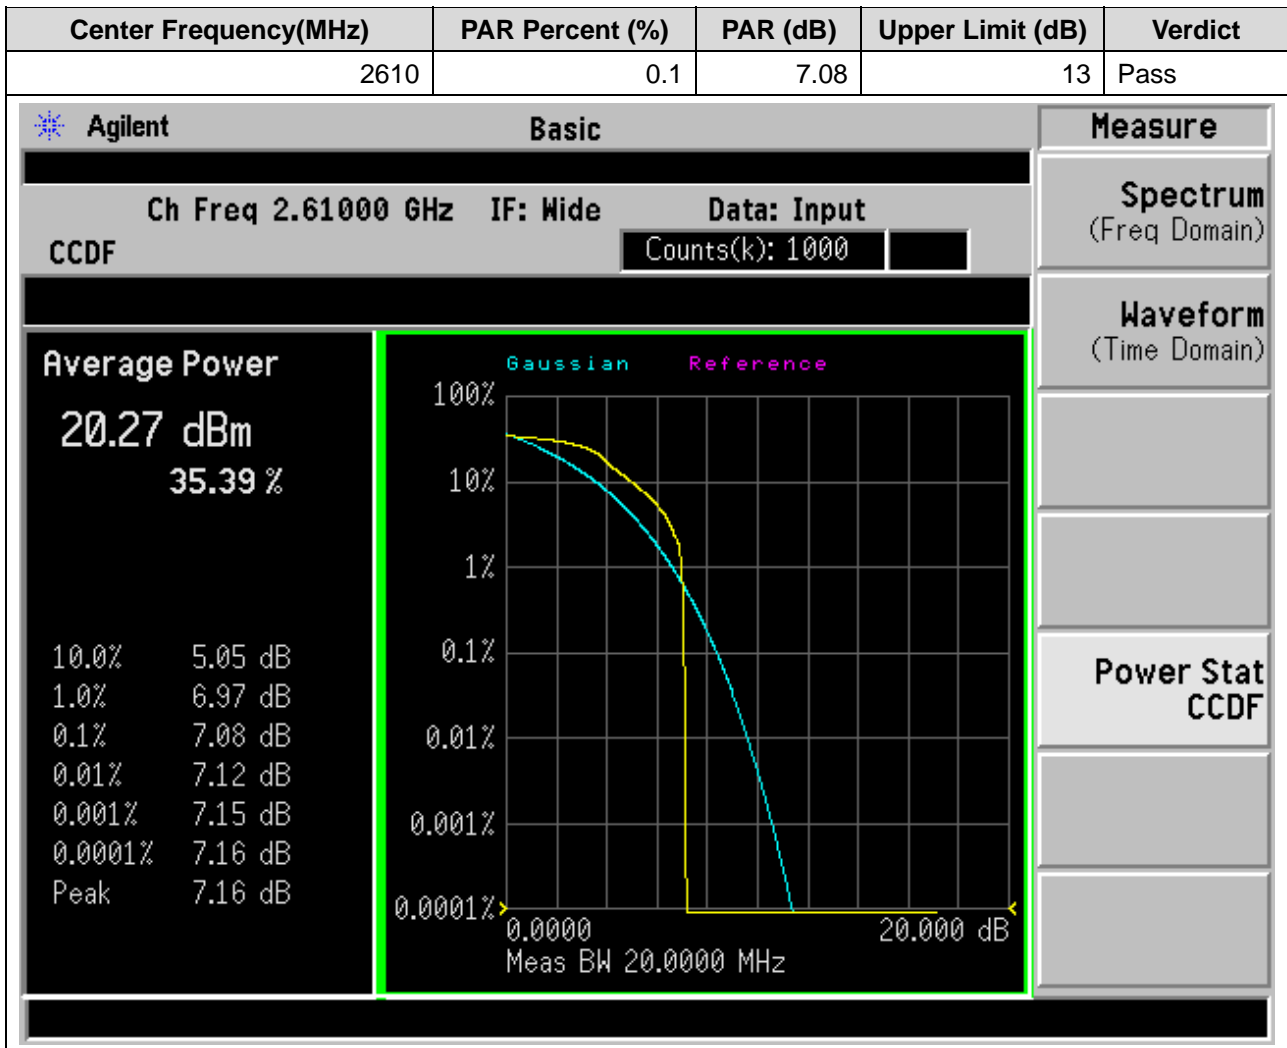 Center Frequency(MHz) PAR Percent (%) PAR (dB) Upper Limit (dB) Verdict
2610 0.1 7.08 13 Pass
Agilent Basic Measure
Ch Freq 2.61000 GHz IF: Wide Data: Input
CCDF Counts(k): 1000
Average Power
20.27 dBm
35.39 %
10.0% 5.05 dB
1.0% 6.97 dB
0.1% 7.08 dB
0.01% 7.12 dB
0.001% 7.15 dB
0.0001% 7.16 dB
Peak 7.16 dB
Gaussian Reference
100%
10%
1%
0.1%
0.01%
0.001%
0.0001%
0.0000 20.000 dB
Meas BW 20.0000 MHz
Spectrum
(Freq Domain)
Waveform
(Time Domain)
Power Stat
CCDF